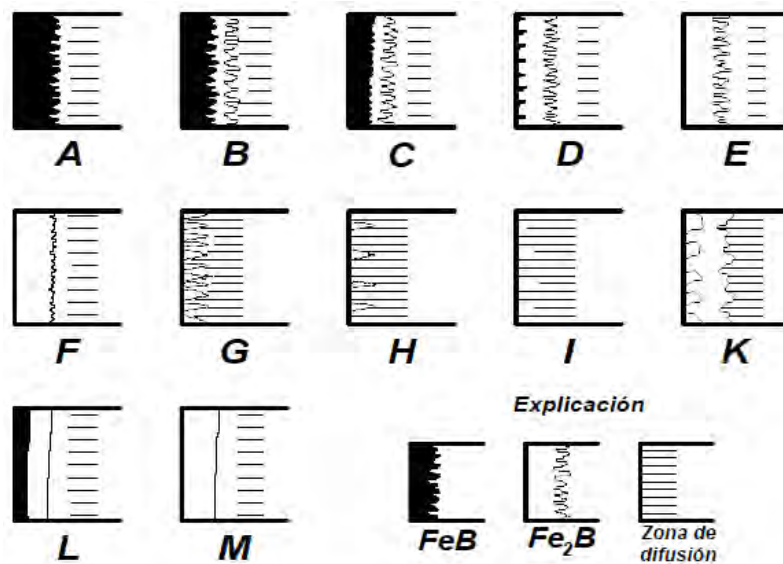 A B C D E
F G H I K
Explicación
L M FeB Fe₂B Zona de
difusión